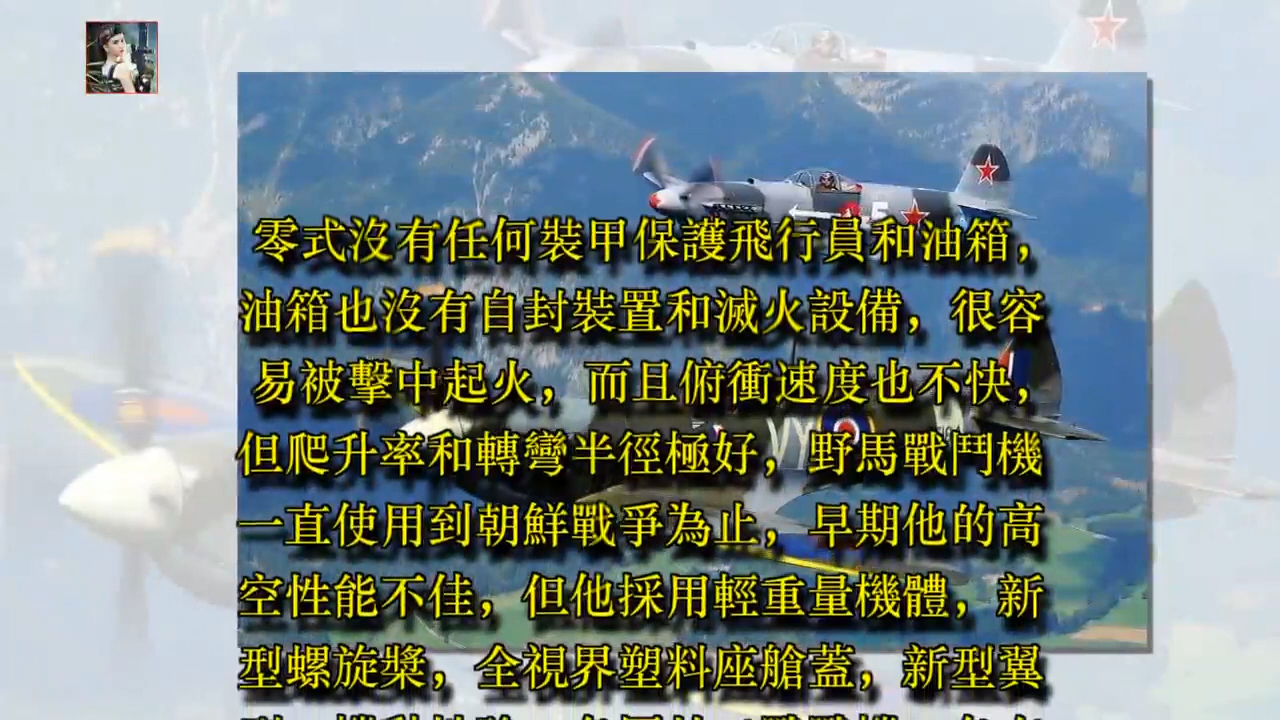 零式沒有任何裝甲保護飛行員和油箱，
油箱也沒有自封裝置和滅火設備，很容
易被擊中起火，而且俯衝速度也不快，
但爬升率和轉彎半徑極好，野馬戰鬥機
一直使用到朝鮮戰爭為止，早期他的高
空性能不佳，但他採用輕重量機體，新
型螺旋槳，全視界塑料座艙蓋，新型翼